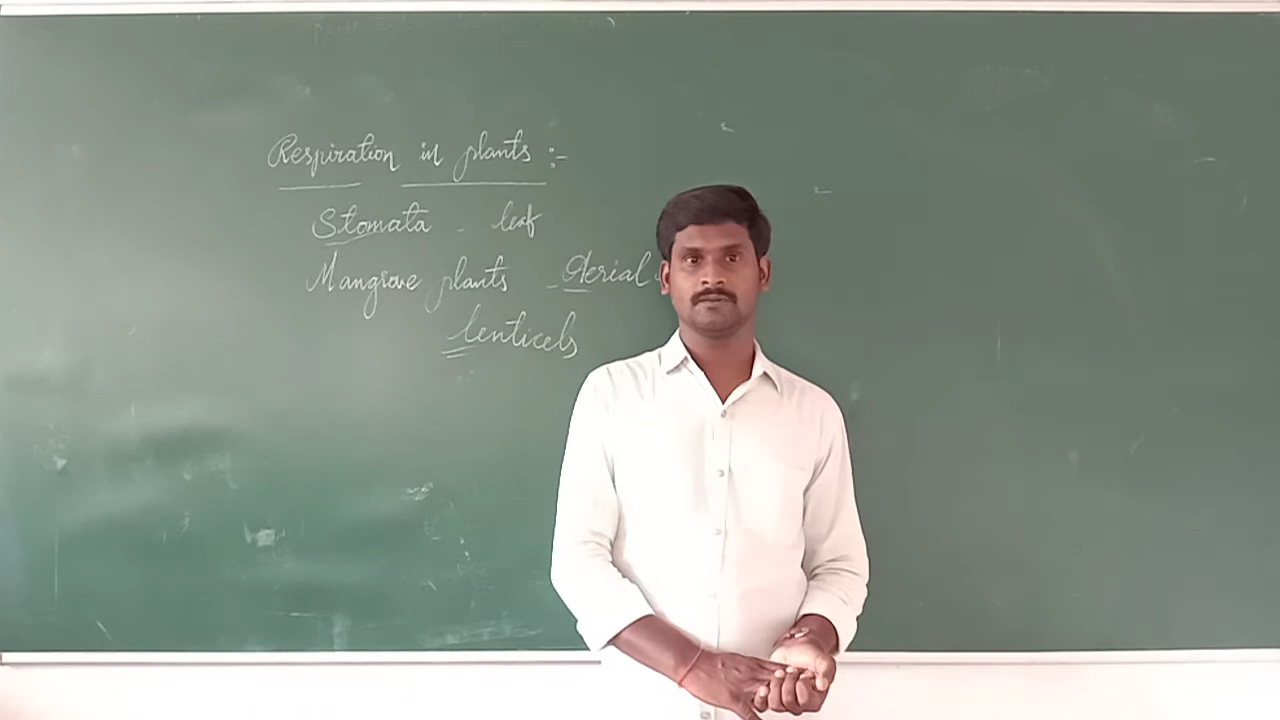 Respiration in plants :-
Stomata - leaf
Mangrove plants - Aerial
lenticels